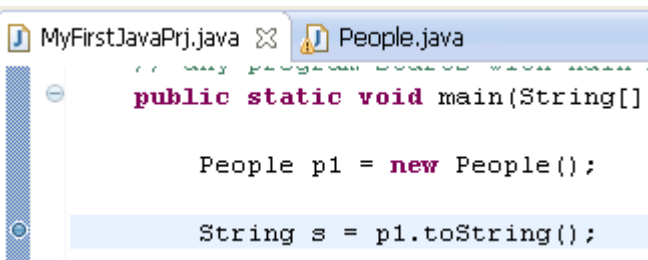 MyFirstJavaPrj.java People.java
public static void main(String[]
People p1 = new People();
String s = p1.toString();